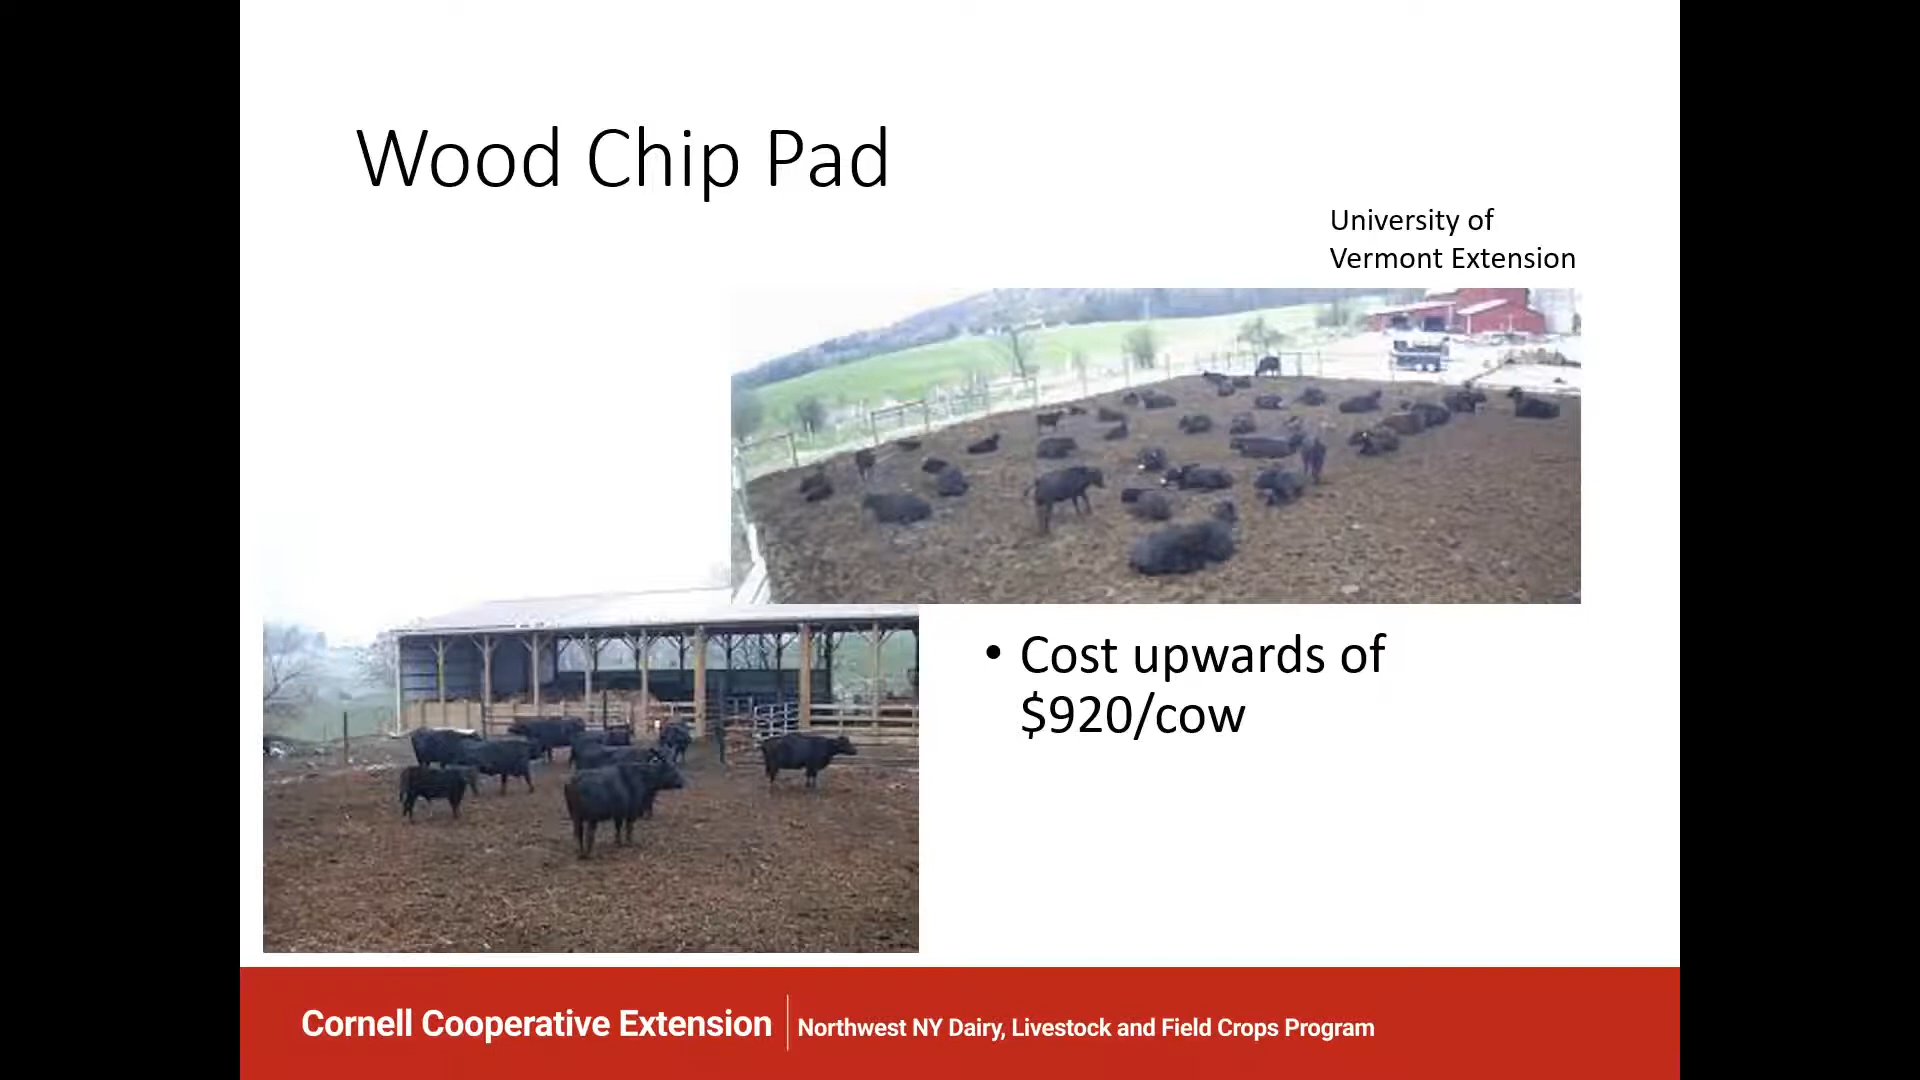 Wood Chip Pad
University of
Vermont Extension
• Cost upwards of
$920/cow
Cornell Cooperative Extension | Northwest NY Dairy, Livestock and Field Crops Program